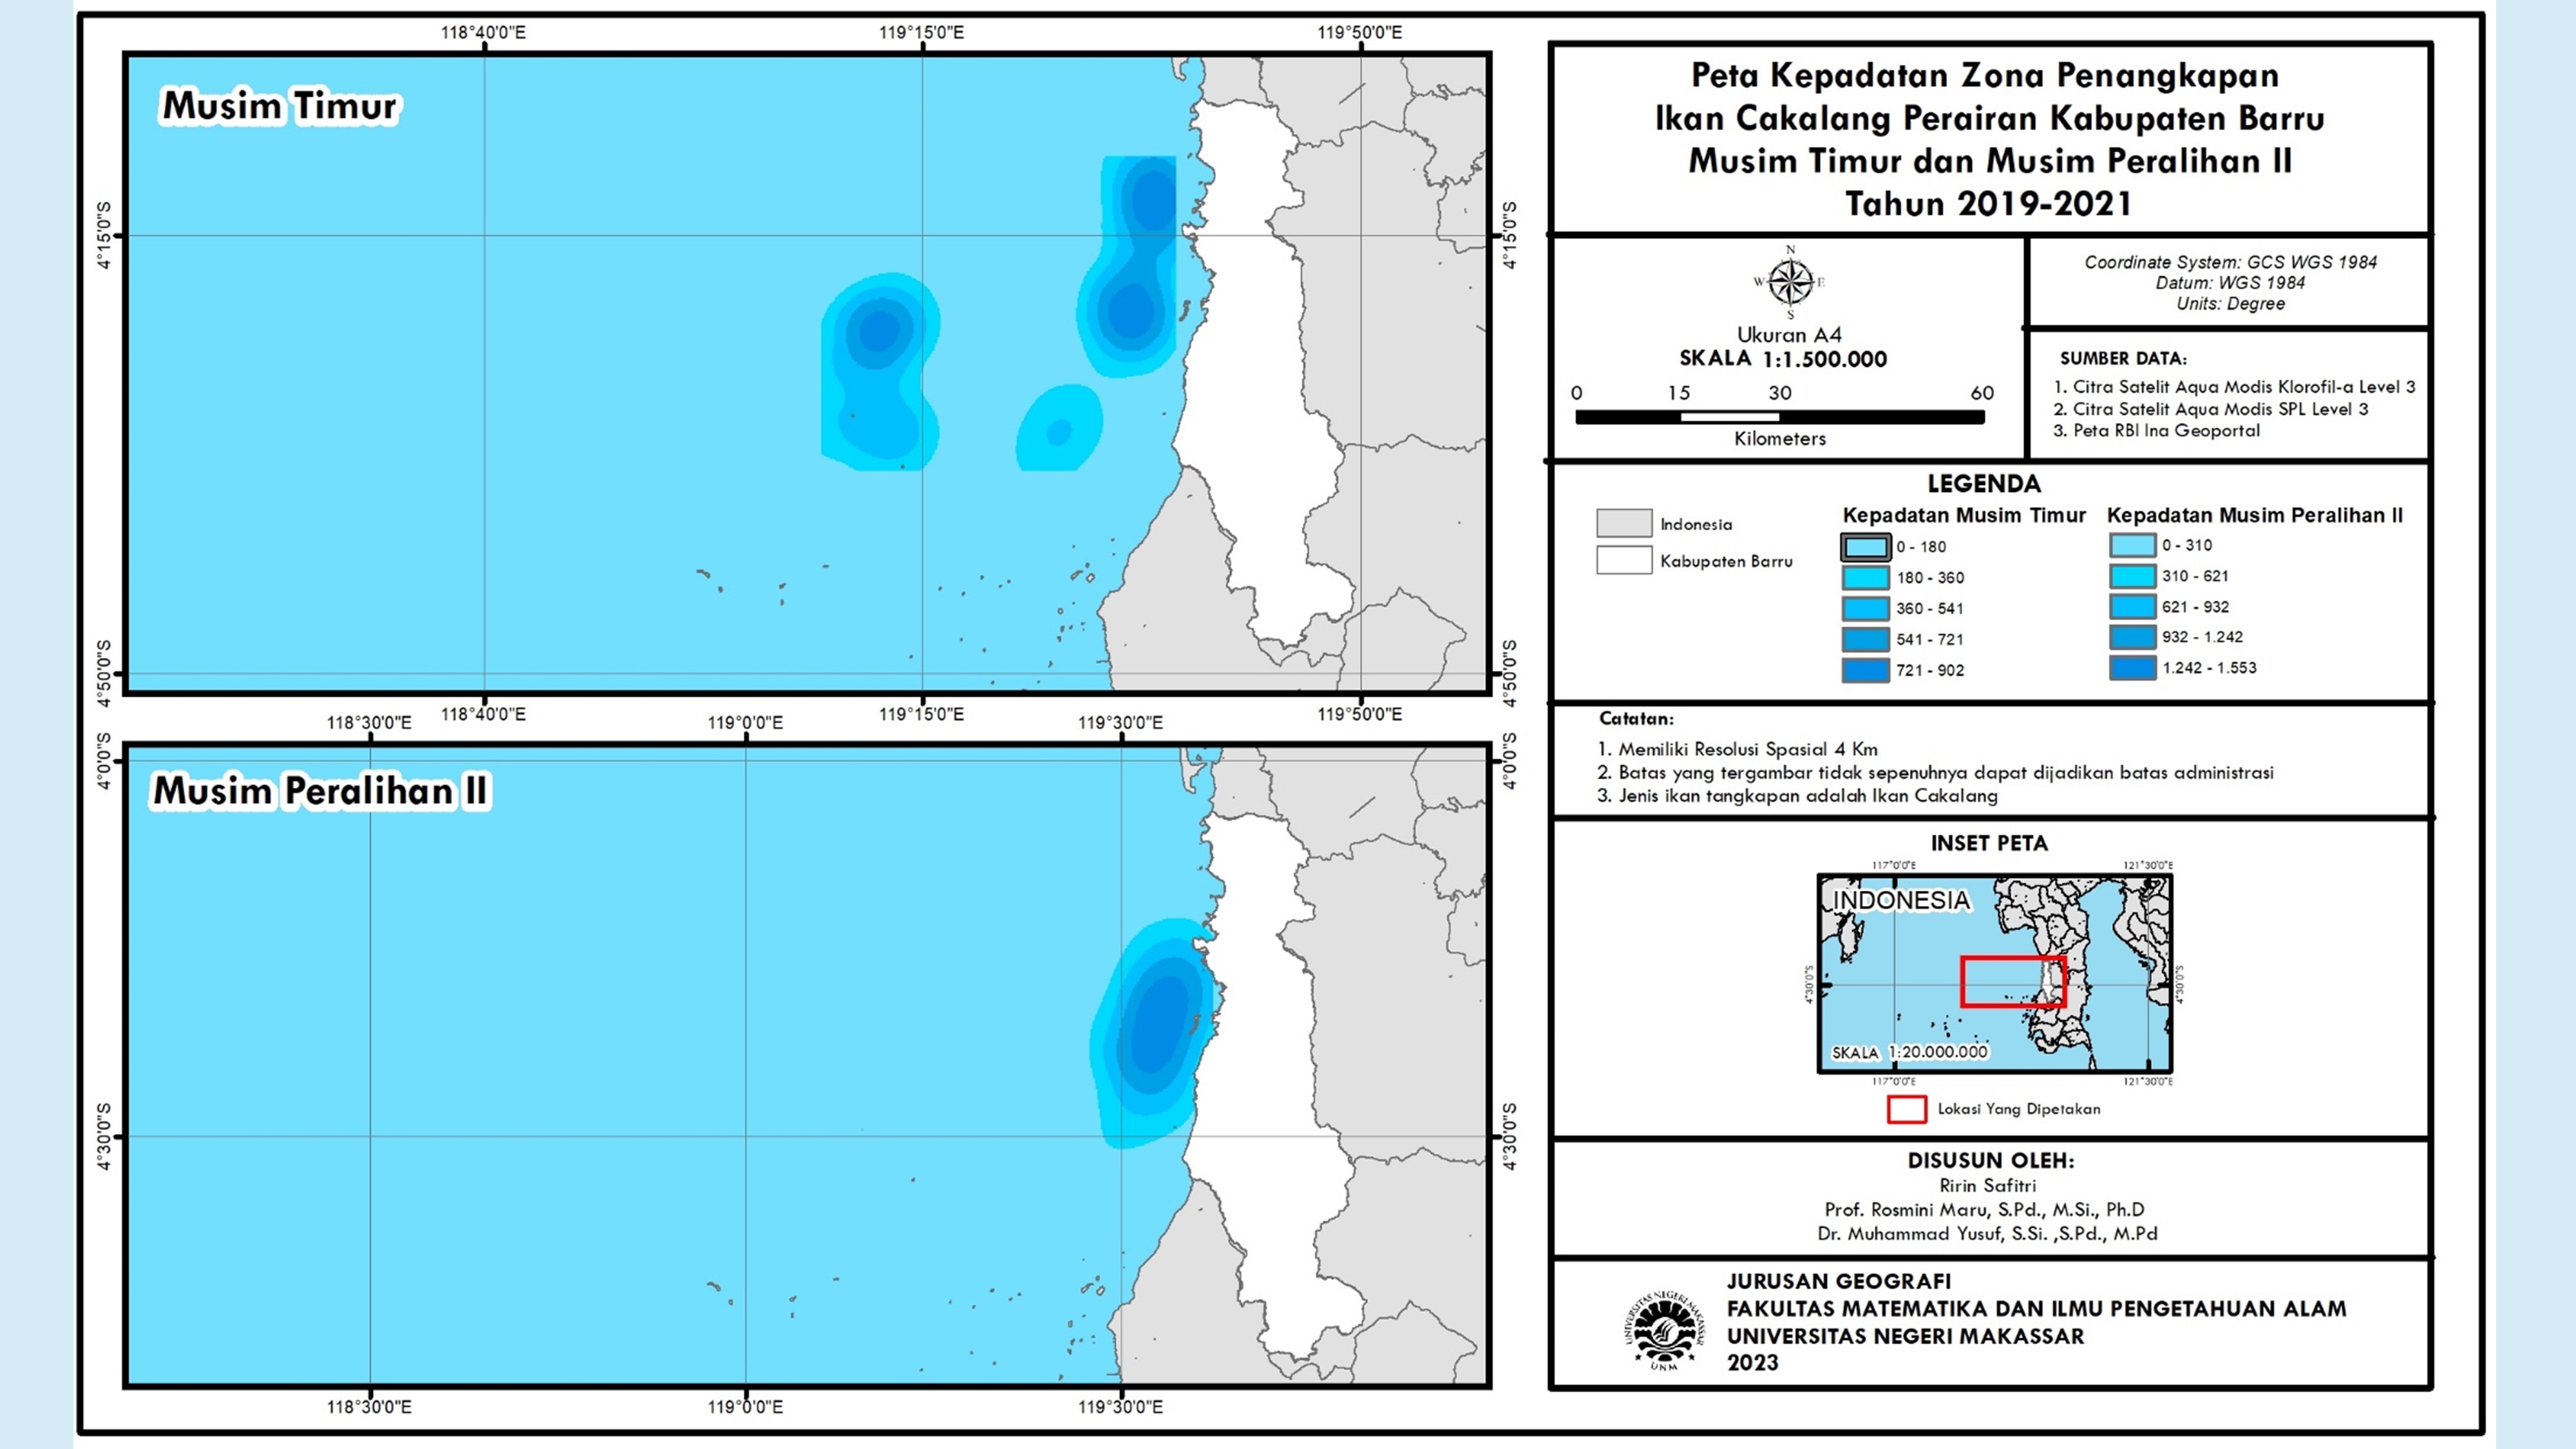 118°40'0"E
119°15'0"E
119°50'0"E
Musim Timur
4°15'0"S
4°15'0"S
4°50'0"S
4°50'0"S
118°40'0"E
119°15'0"E
119°50'0"E
118°30'0"E
119°0'0"E
119°30'0"E
4°0'0"S
4°0'0"S
Musim Peralihan II
4°30'0"S
4°30'0"S
118°30'0"E
119°0'0"E
119°30'0"E
Peta Kepadatan Zona Penangkapan
Ikan Cakalang Perairan Kabupaten Barru
Musim Timur dan Musim Peralihan II
Tahun 2019-2021
N
W
E
S
Ukuran A4
SKALA 1:1.500.000
0 15 30 60
Kilometers
Coordinate System: GCS WGS 1984
Datum: WGS 1984
Units: Degree
SUMBER DATA:
1. Citra Satelit Aqua Modis Klorofil-a Level 3
2. Citra Satelit Aqua Modis SPL Level 3
3. Peta RBI Ina Geoportal
LEGENDA
Indonesia
Kabupaten Barru
Kepadatan Musim Timur
0 - 180
180 - 360
360 - 541
541 - 721
721 - 902
Kepadatan Musim Peralihan II
0 - 310
310 - 621
621 - 932
932 - 1.242
1.242 - 1.553
Catatan:
1. Memiliki Resolusi Spasial 4 Km
2. Batas yang tergambar tidak sepenuhnya dapat dijadikan batas administrasi
3. Jenis ikan tangkapan adalah Ikan Cakalang
INSET PETA
117°0'0"E
121°30'0"E
INDONESIA
4°30'0"S
4°30'0"S
SKALA 1:20.000.000
117°0'0"E
121°30'0"E
Lokasi Yang Dipetakan
DISUSUN OLEH:
Ririn Safitri
Prof. Rosmini Maru, S.Pd., M.Si., Ph.D
Dr. Muhammad Yusuf, S.Si. ,S.Pd., M.Pd
UNIVERSITAS NEGERI MAKASSAR
UNM
JURUSAN GEOGRAFI
FAKULTAS MATEMATIKA DAN ILMU PENGETAHUAN ALAM
UNIVERSITAS NEGERI MAKASSAR
2023